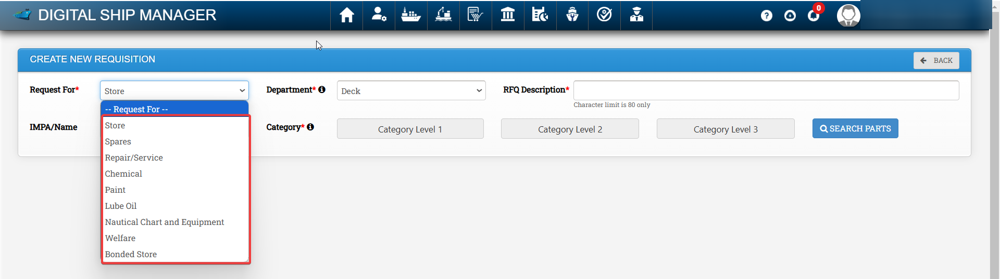 DIGITAL SHIP MANAGER
0
CREATE NEW REQUISITION
BACK
Request For*
Store
Department*
Deck
RFQ Description*
Character limit is 80 only
-- Request For --
Store
Spares
Repair/Service
Chemical
Paint
Lube Oil
Nautical Chart and Equipment
Welfare
Bonded Store
IMPA/Name
Category*
Category Level 1
Category Level 2
Category Level 3
SEARCH PARTS